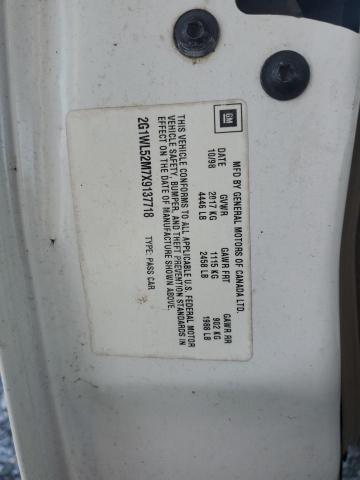 GM
MFD BY GENERAL MOTORS OF CANADA LTD.
DATE GVWR GAWR FRT GAWR RR
10/98 2017 KG 1115 KG 902 KG
4446 LB 2458 LB 1988 LB
THIS VEHICLE CONFORMS TO ALL APPLICABLE U.S. FEDERAL MOTOR
VEHICLE SAFETY, BUMPER, AND THEFT PREVENTION STANDARDS IN
EFFECT ON THE DATE OF MANUFACTURE SHOWN ABOVE.
2G1WL52M7X9137718 TYPE: PASS CAR